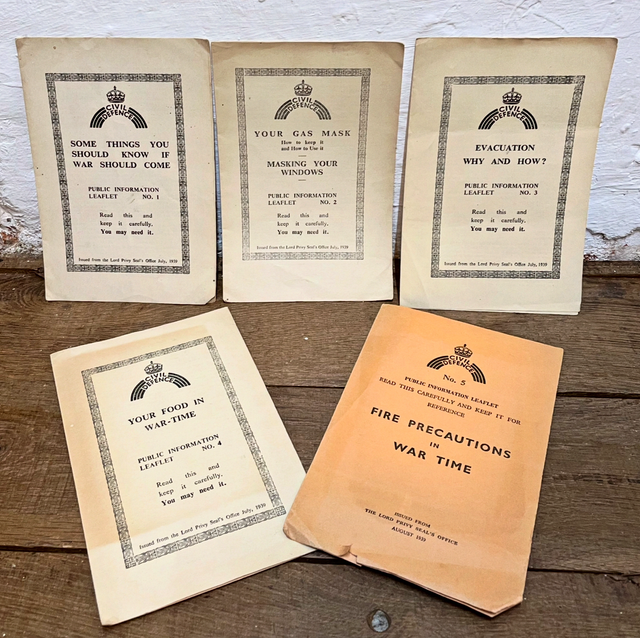 CIVIL
DEFENCE
SOME THINGS YOU
SHOULD KNOW IF
WAR SHOULD COME
PUBLIC INFORMATION
LEAFLET NO. 1
Read this and
keep it carefully.
You may need it.
Issued from the Lord Privy Seal's Office July, 1939
CIVIL
DEFENCE
YOUR GAS MASK
How to keep it
and How to Use it
MASKING YOUR
WINDOWS
PUBLIC INFORMATION
LEAFLET NO. 2
Read this and
keep it carefully.
You may need it.
Issued from the Lord Privy Seal's Office July, 1939
CIVIL
DEFENCE
EVACUATION
WHY AND HOW?
PUBLIC INFORMATION
LEAFLET NO. 3
Read this and
keep it carefully.
You may need it.
Issued from the Lord Privy Seal's Office July, 1939
CIVIL
DEFENCE
YOUR FOOD IN
WAR-TIME
PUBLIC INFORMATION
LEAFLET NO. 4
Read this and
keep it carefully.
You may need it.
Issued from the Lord Privy Seal's Office July, 1939
CIVIL
DEFENCE
No. 5
PUBLIC INFORMATION LEAFLET
READ THIS CAREFULLY AND KEEP IT FOR
REFERENCE
FIRE PRECAUTIONS
IN
WAR TIME
ISSUED FROM
THE LORD PRIVY SEAL'S OFFICE
AUGUST 1939